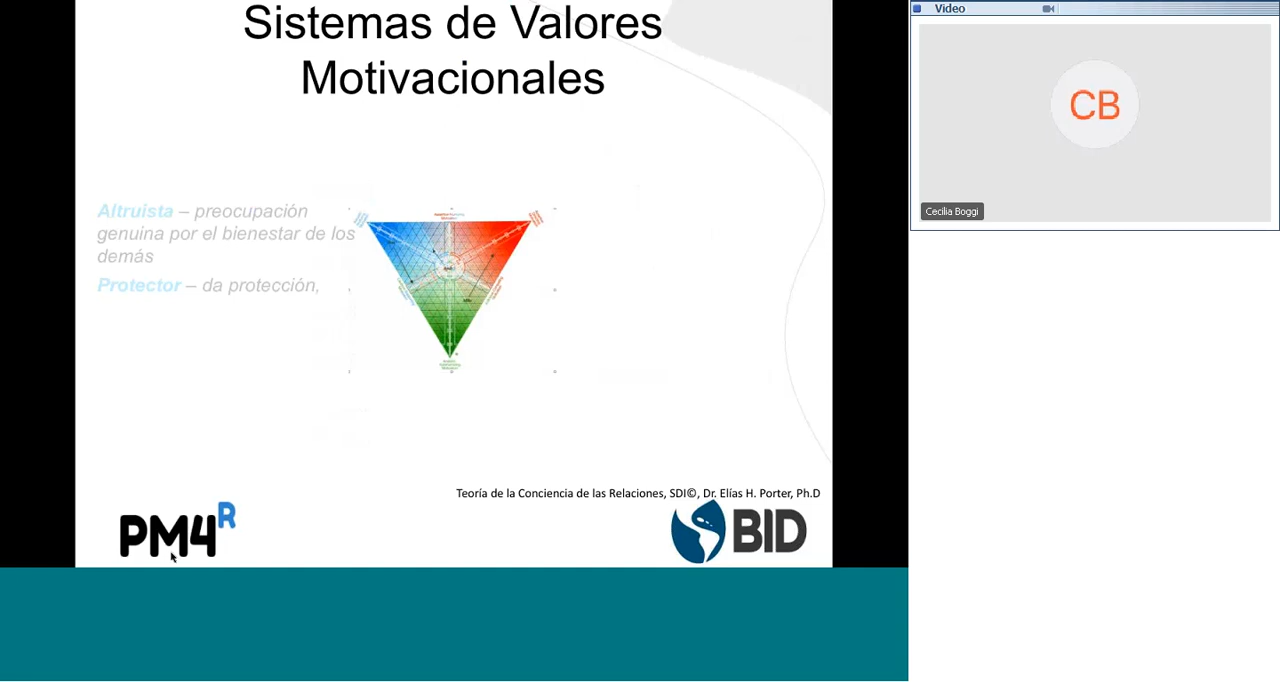 Sistemas de Valores
Motivacionales
Altruista – preocupación
genuina por el bienestar de los
demás
Protector – da protección,
Teoría de la Conciencia de las Relaciones, SDI©, Dr. Elías H. Porter, Ph.D
PM4R
BID
Video
CB
Cecilia Boggi